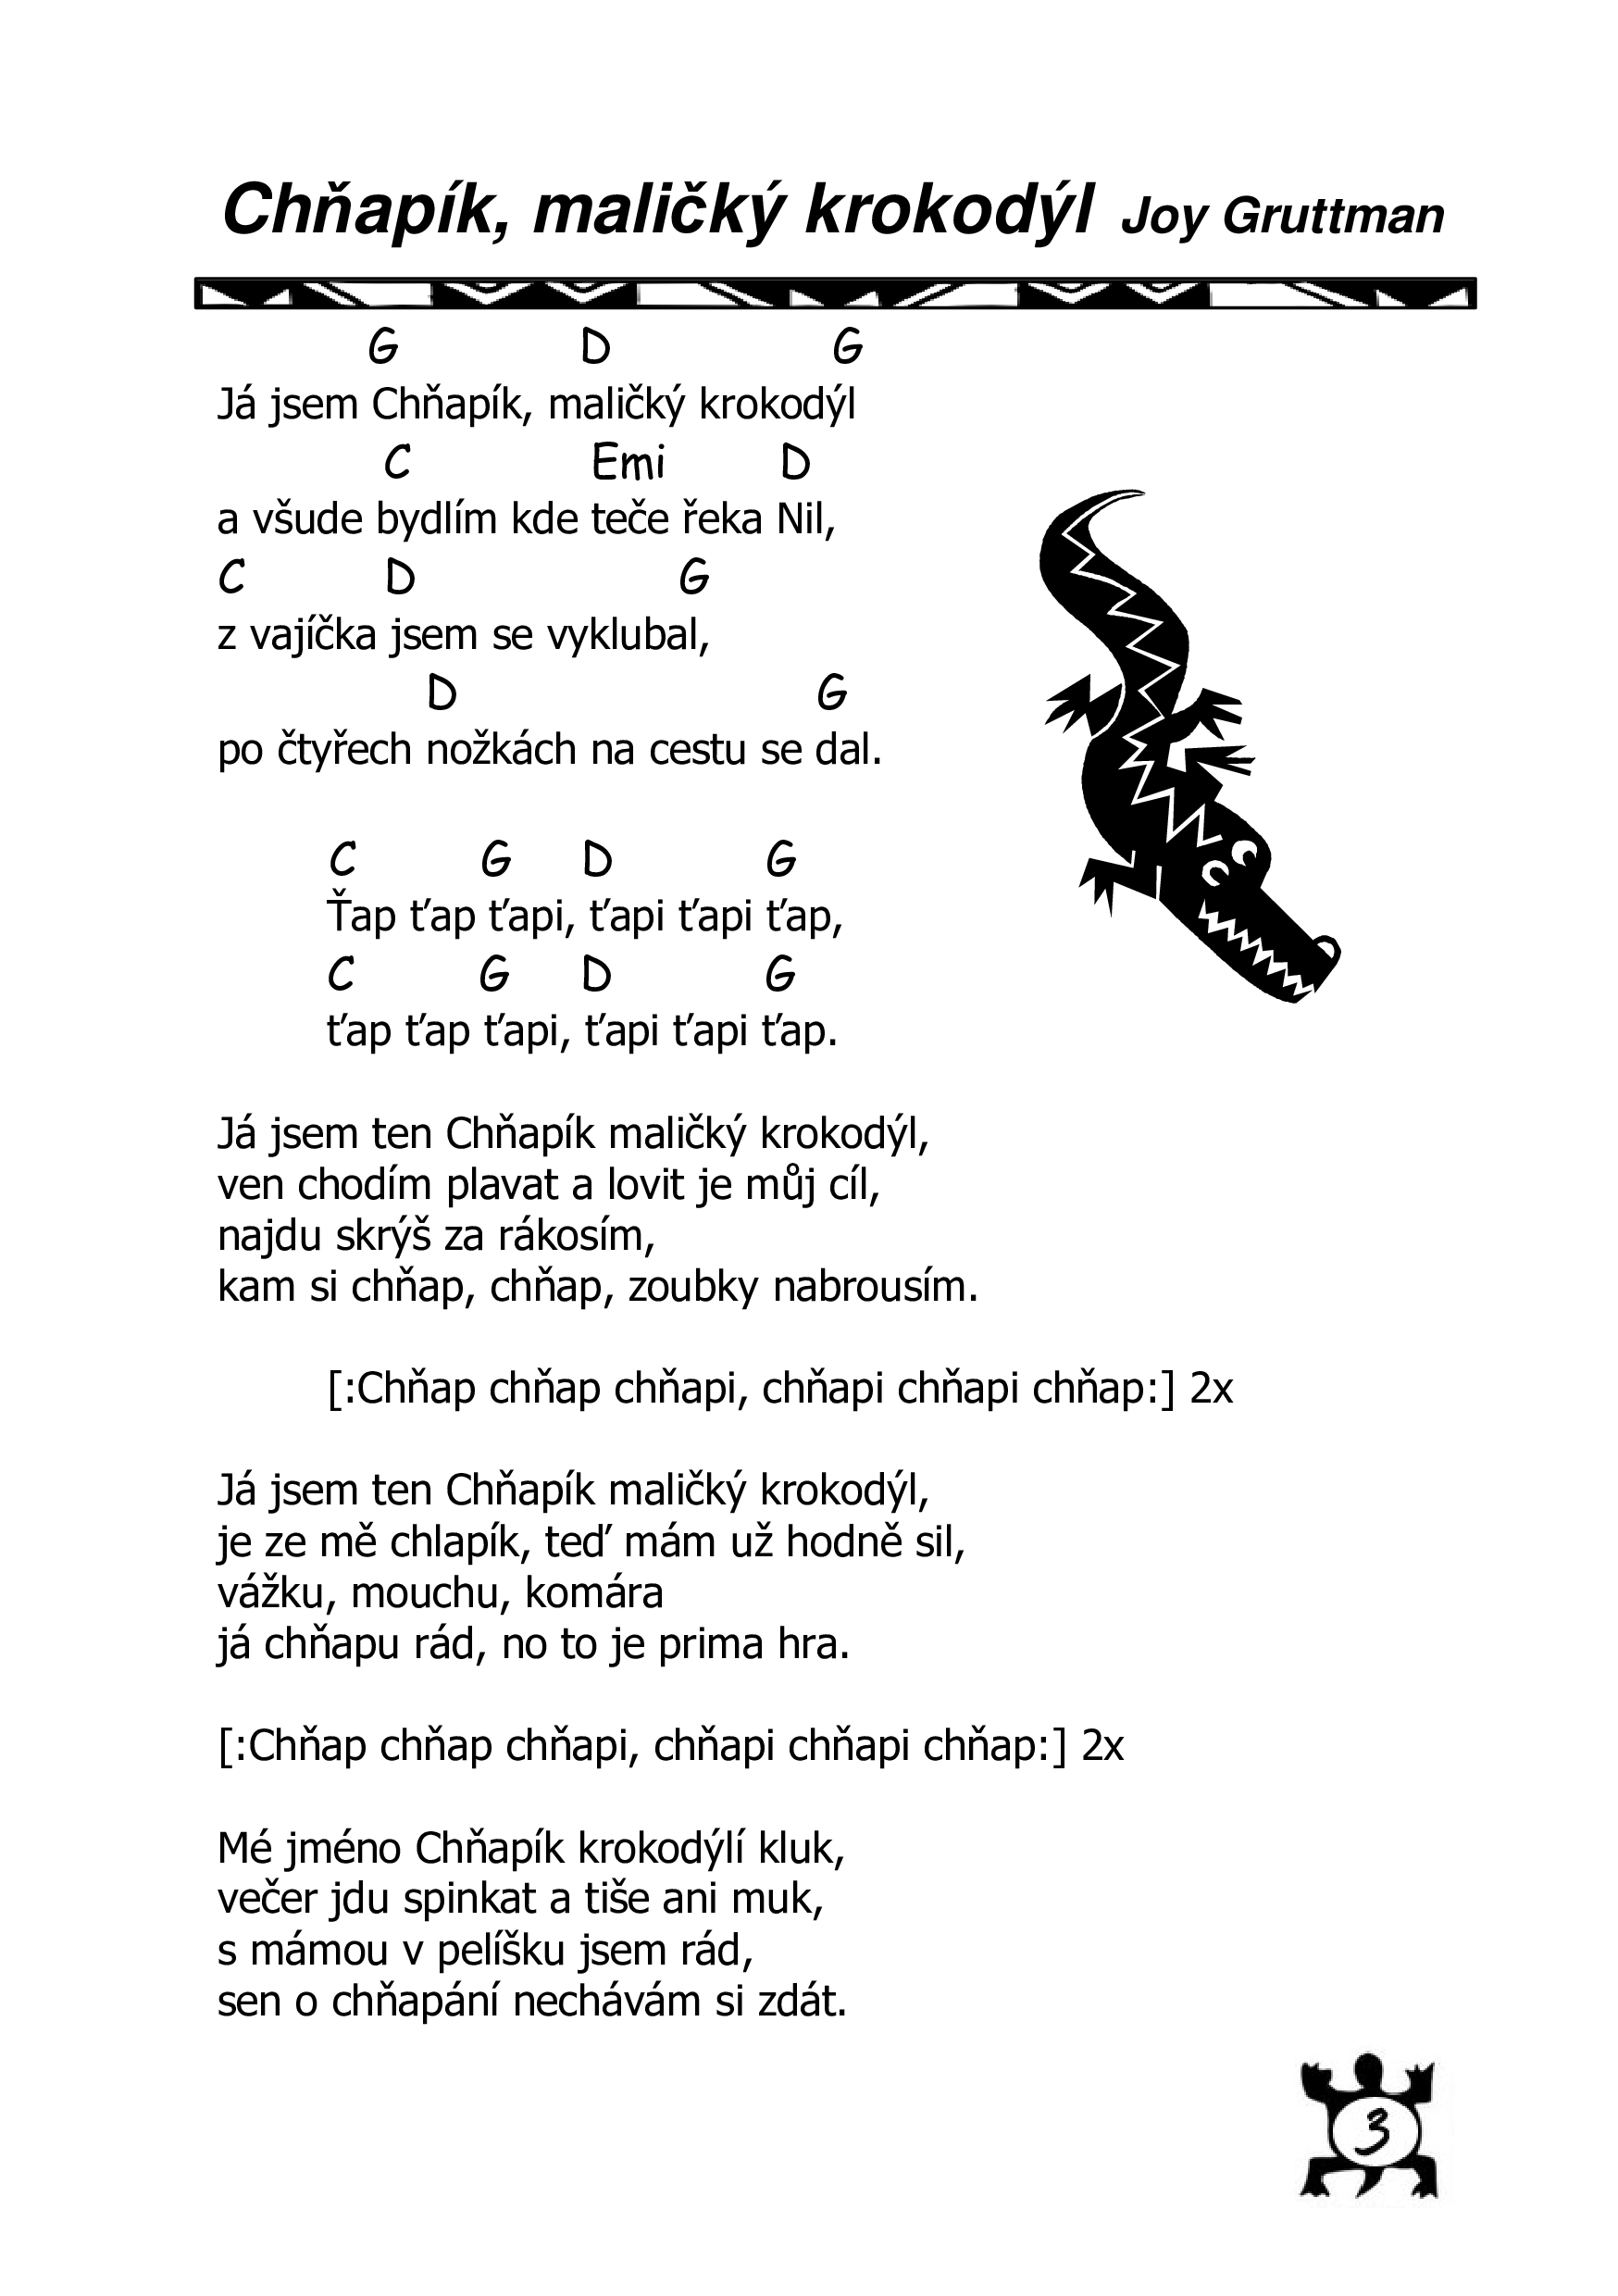 Chňapík, maličký krokodýl Joy Gruttman
G D G
Já jsem Chňapík, maličký krokodýl
C Emi D
a všude bydlím kde teče řeka Nil,
C D G
z vajíčka jsem se vyklubal,
D G
po čtyřech nožkách na cestu se dal.
C G D G
Ťap ťap ťapi, ťapi ťapi ťap,
C G D G
ťap ťap ťapi, ťapi ťapi ťap.
Já jsem ten Chňapík maličký krokodýl,
ven chodím plavat a lovit je můj cíl,
najdu skrýš za rákosím,
kam si chňap, chňap, zoubky nabrousím.
[:Chňap chňap chňapi, chňapi chňapi chňap:] 2x
Já jsem ten Chňapík maličký krokodýl,
je ze mě chlapík, teď mám už hodně sil,
vážku, mouchu, komára
já chňapu rád, no to je prima hra.
[:Chňap chňap chňapi, chňapi chňapi chňap:] 2x
Mé jméno Chňapík krokodýlí kluk,
večer jdu spinkat a tiše ani muk,
s mámou v pelíšku jsem rád,
sen o chňapání nechávám si zdát.
3